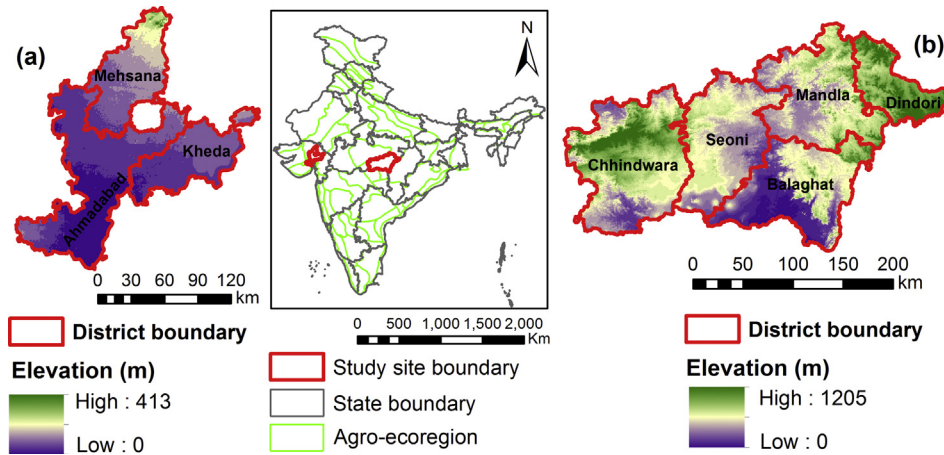 (a)
Mehsana
Kheda
Ahmadabad
0 30 60 90 120
km
District boundary
Elevation (m)
High : 413
Low : 0
N
0 500 1,000 1,500 2,000
Km
Study site boundary
State boundary
Agro-ecoregion
(b)
Mandla
Dindori
Seoni
Chhindwara
Balaghat
0 50 100 150 200
km
District boundary
Elevation (m)
High : 1205
Low : 0